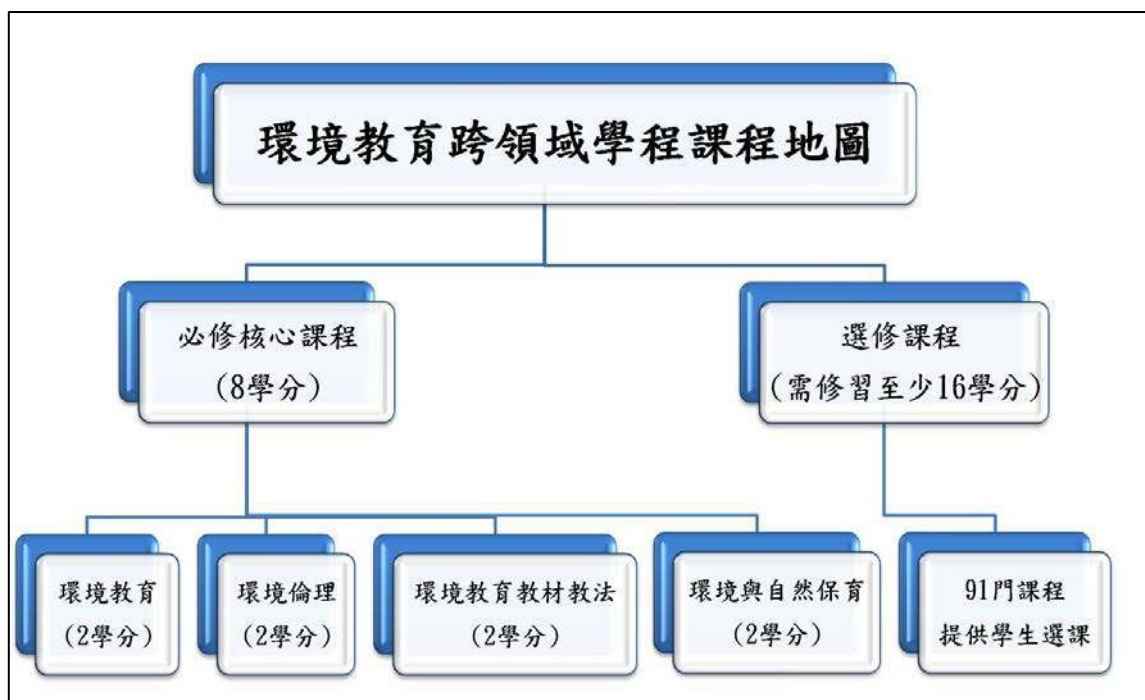 環境教育跨領域學程課程地圖
必修核心課程
(8學分)
選修課程
(需修習至少16學分)
環境教育
(2學分)
環境倫理
(2學分)
環境教育教材教法
(2學分)
環境與自然保育
(2學分)
91門課程
提供學生選課